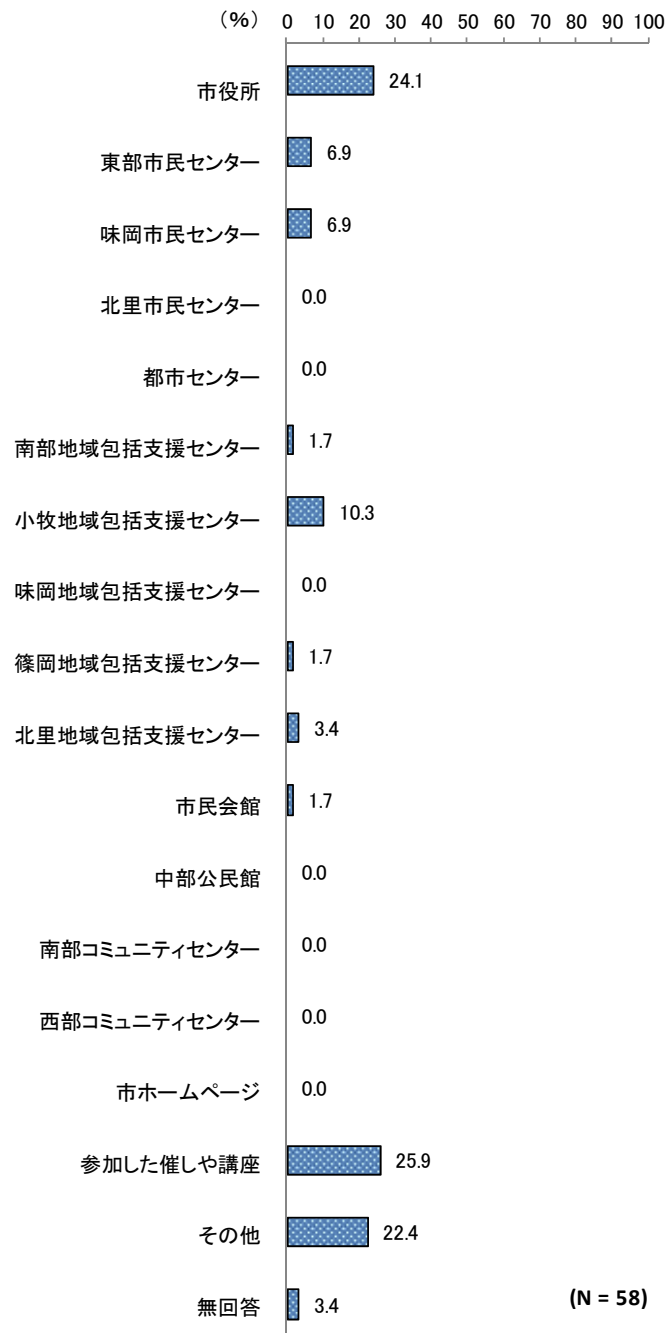 （%） 0 10 20 30 40 50 60 70 80 90 100
市役所 24.1
東部市民センター 6.9
味岡市民センター 6.9
北里市民センター 0.0
都市センター 0.0
南部地域包括支援センター 1.7
小牧地域包括支援センター 10.3
味岡地域包括支援センター 0.0
篠岡地域包括支援センター 1.7
北里地域包括支援センター 3.4
市民会館 1.7
中部公民館 0.0
南部コミュニティセンター 0.0
西部コミュニティセンター 0.0
市ホームページ 0.0
参加した催しや講座 25.9
その他 22.4
無回答 3.4 (N = 58)